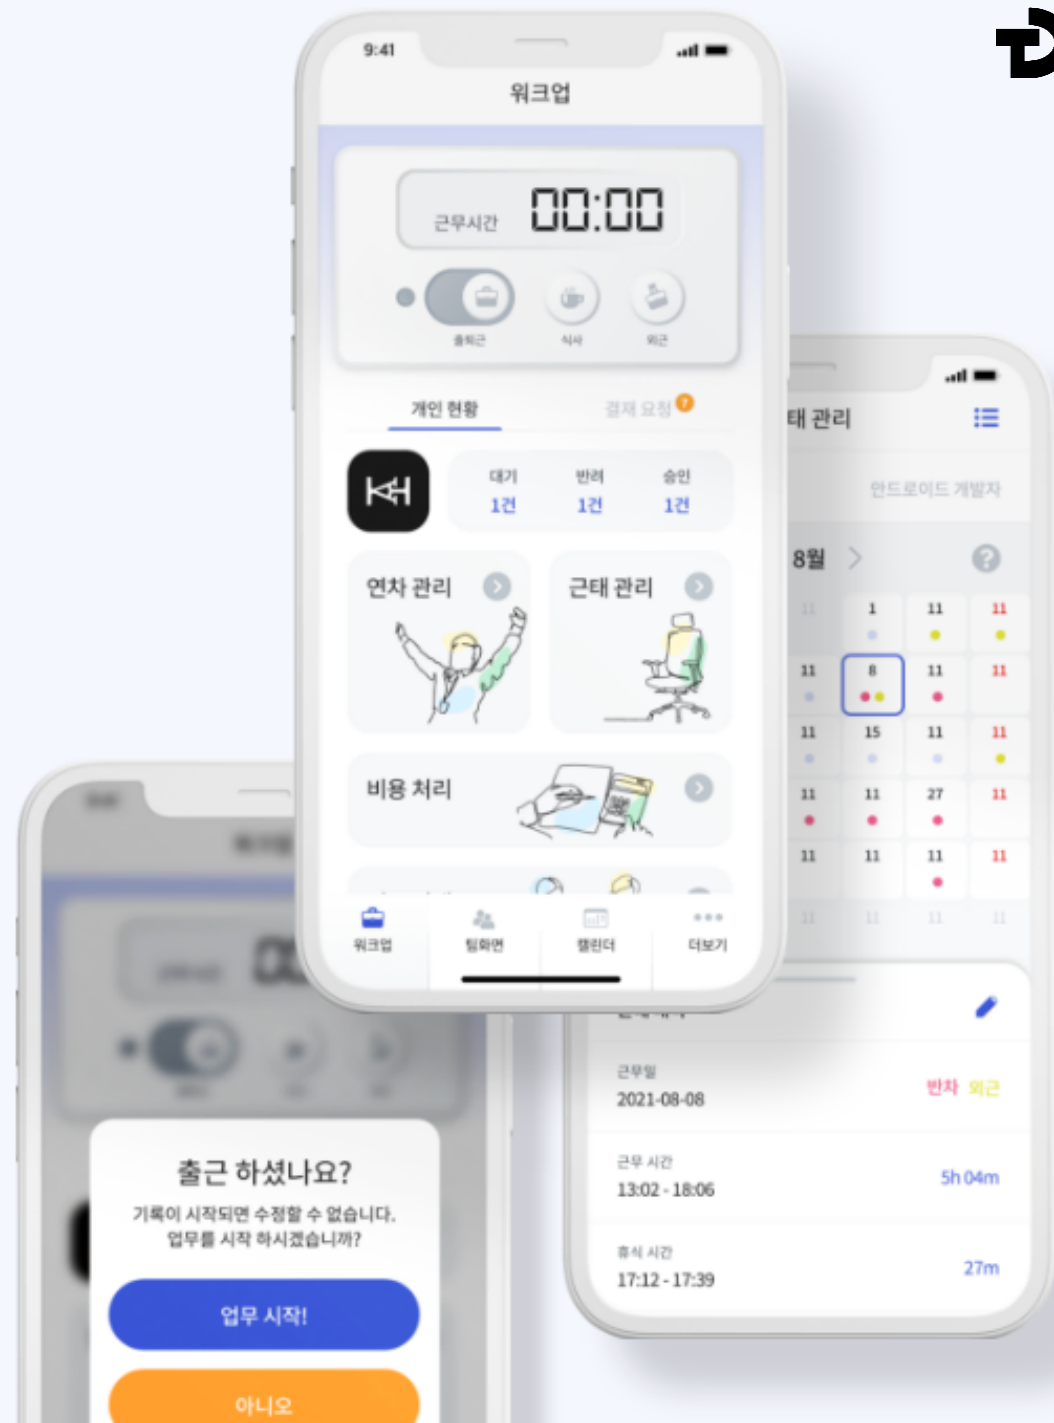 9:41
워크업
근무시간 00:00
출퇴근 식사 외근
개인 현황 결재 요청 7
대기 반려 승인
1건 1건 1건
연차 관리 근태 관리
비용 처리
워크업 팀화면 캘린더 더보기
태 관리
안드로이드 개발자
8월 ?
11 1 11 11
11 8 11 11
11 15 11 11
11 11 27 11
11 11 11 11
11 11 11 11
근무일
2021-08-08 반차 외근
근무 시간
13:02 - 18:06 5h 04m
휴식 시간
17:12 - 17:39 27m
출근 하셨나요?
기록이 시작되면 수정할 수 없습니다.
업무를 시작 하시겠습니까?
업무 시작!
아니오